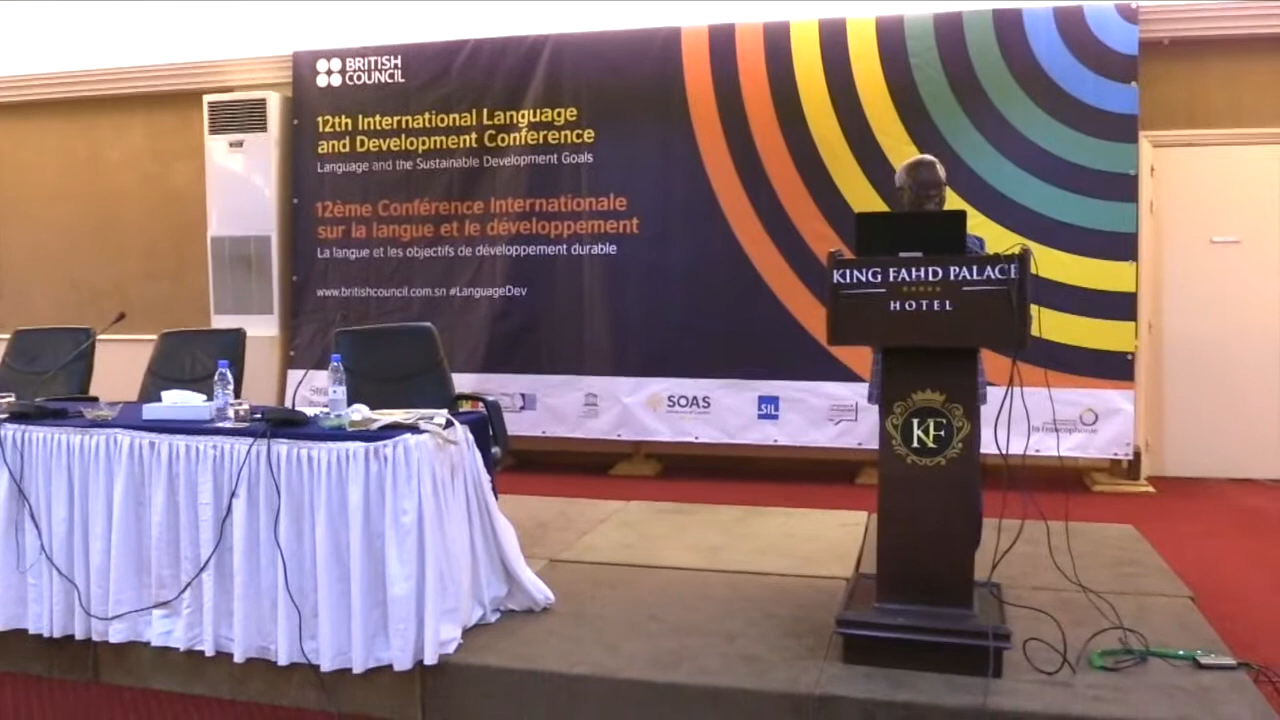 BRITISH
COUNCIL
12th International Language
and Development Conference
Language and the Sustainable Development Goals
12ème Conférence Internationale
sur la langue et le développement
La langue et les objectifs de développement durable
www.britishcouncil.com.sn #LanguageDev
SOAS
SIL
la francophonie
KING FAHD PALACE
HOTEL
KF